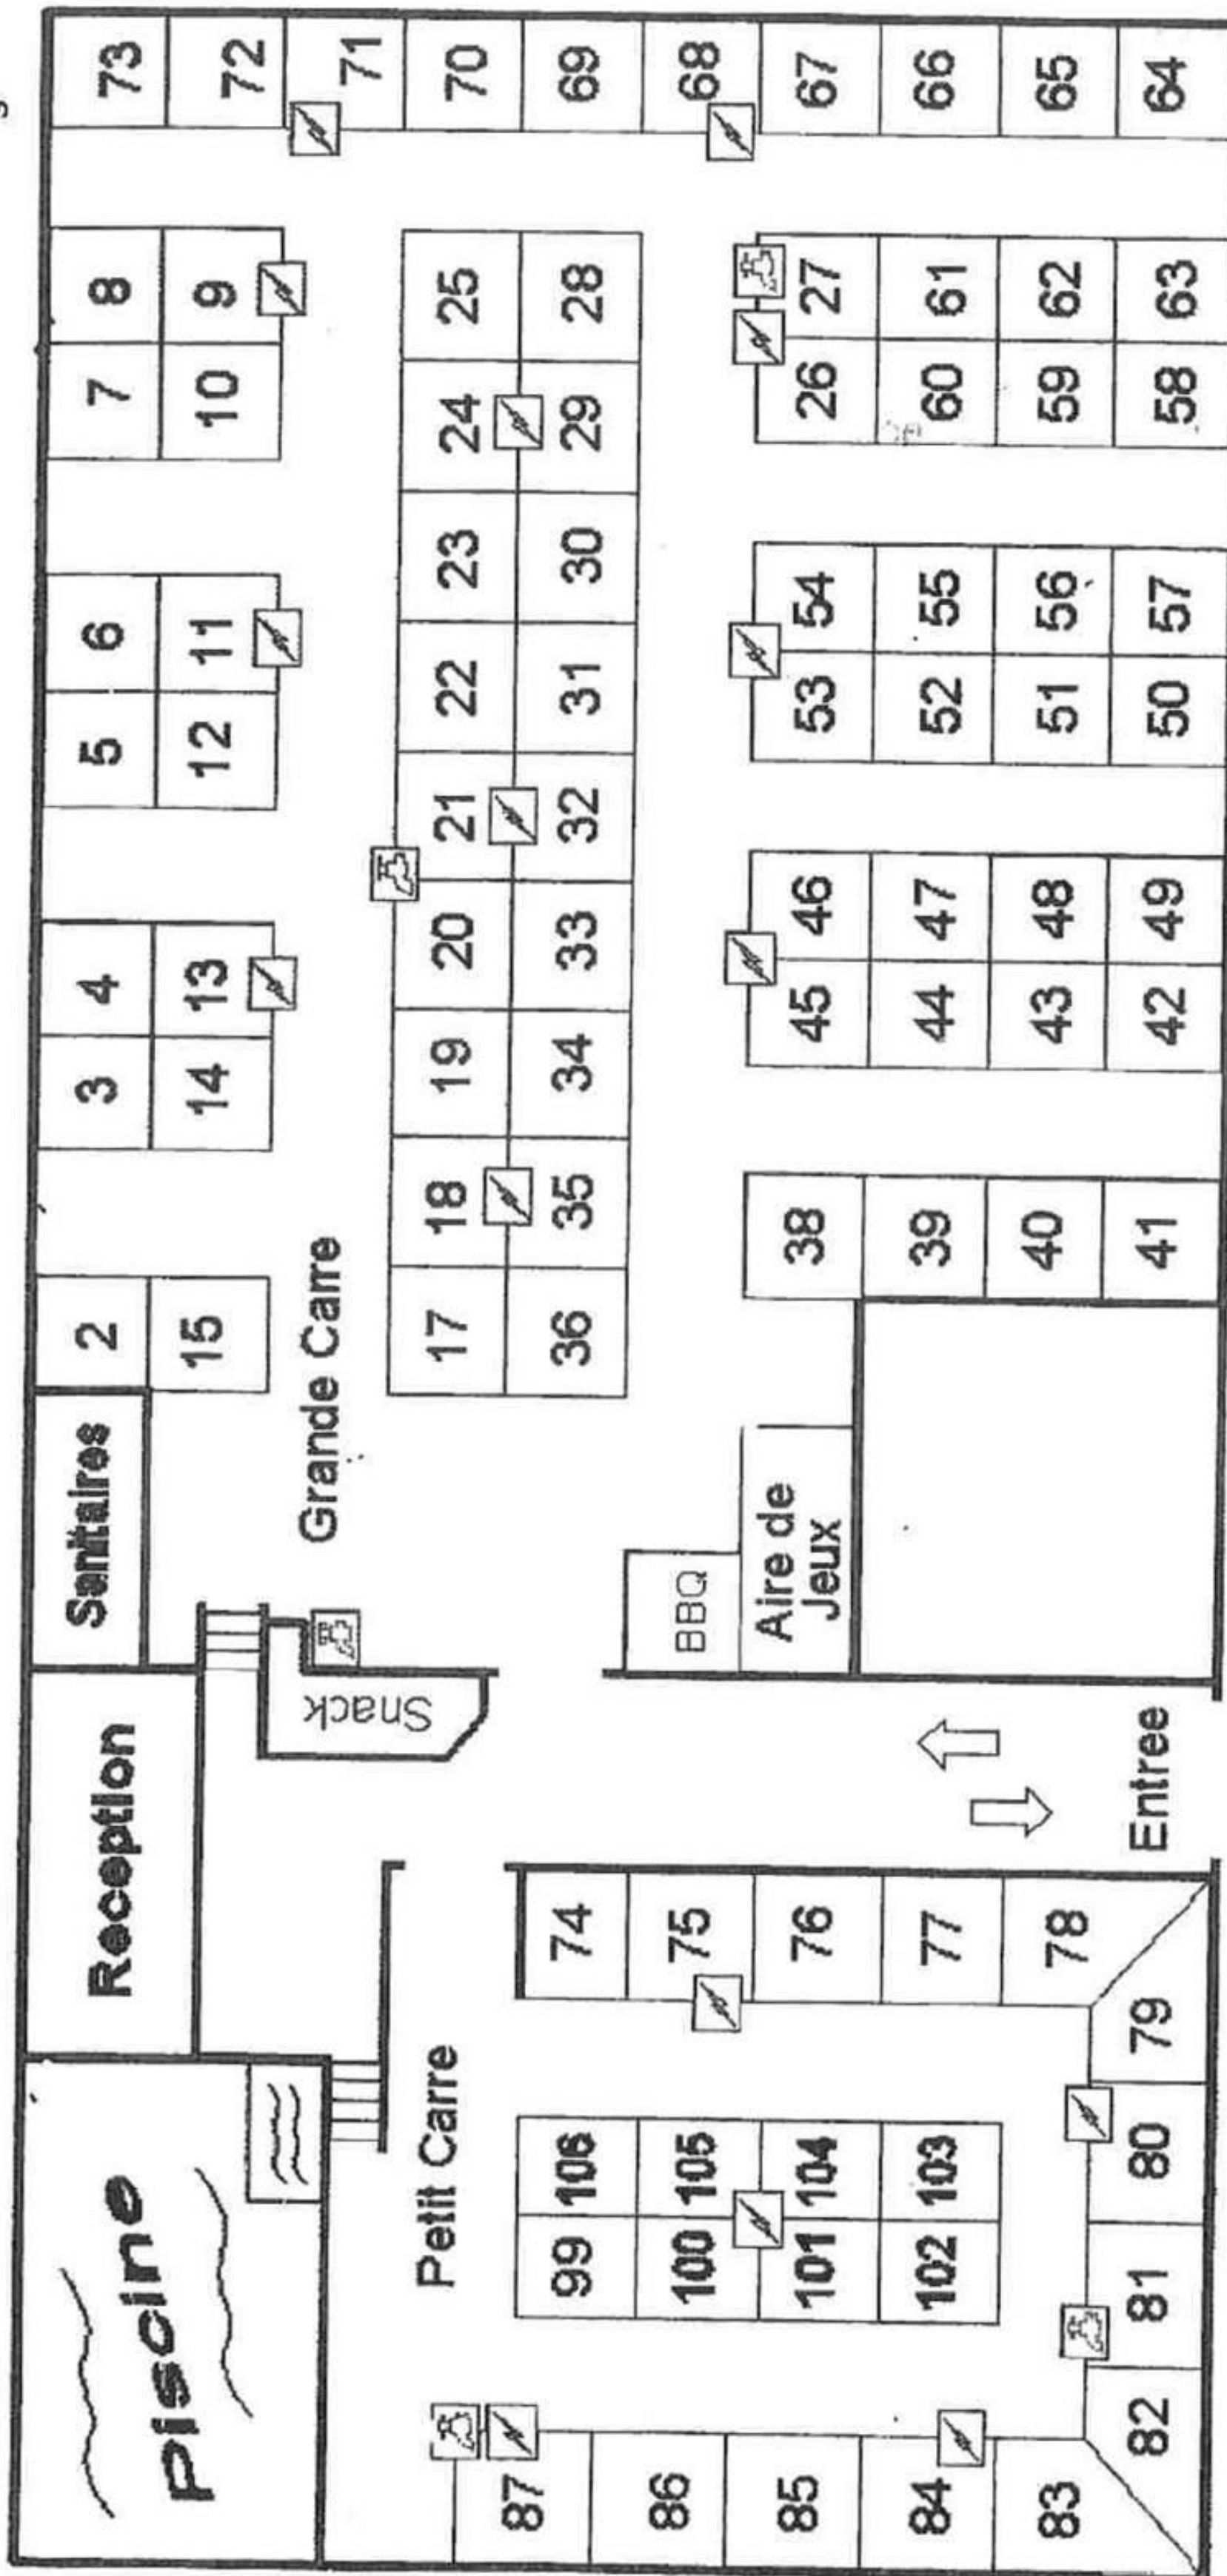 Piscine Reception Sanitaires 2 3 4 5 6 7 8 73
15 14 13 12 11 10 9 72
Grande Carre 71
Snack
Petit Carre 17 18 19 20 21 22 23 24 25 70
87 99 106 74 36 35 34 33 32 31 30 29 28 69
86 100 105 75 BBQ 68
85 101 104 76 Aire de 38 45 46 53 54 26 27 67
Jeux
84 102 103 77 39 44 47 52 55 60 61 66
83 78 40 43 48 51 56 59 62 65
82 81 80 79 Entree 41 42 49 50 57 58 63 64